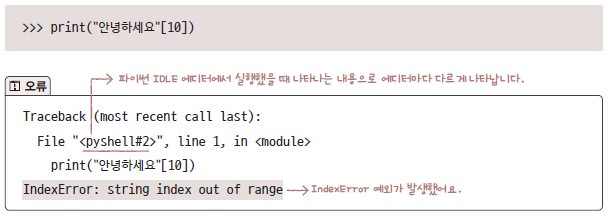 >>> print("안녕하세요"[10])
파이썬 IDLE 에디터에서 실행했을 때 나타나는 내용으로 에디터마다 다르게 나타납니다.
오류
Traceback (most recent call last):
File "<pyshell#2>", line 1, in <module>
print("안녕하세요"[10])
IndexError: string index out of range
IndexError 예외가 발생했어요.